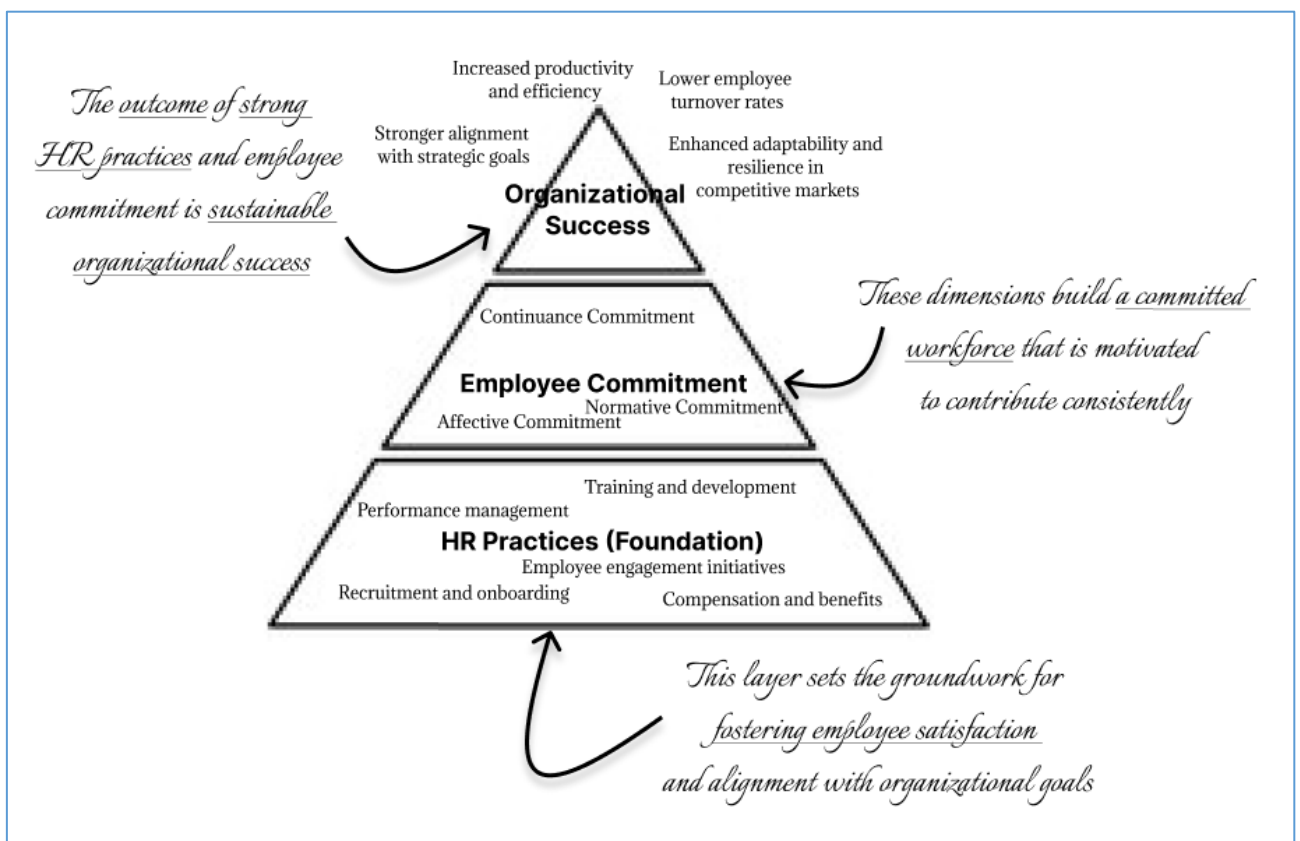 Increased productivity
and efficiency
Lower employee
turnover rates
The outcome of strong
HR practices and employee
commitment is sustainable
organizational success
Stronger alignment
with strategic goals
Enhanced adaptability and
resilience in
competitive markets
Organizational
Success
These dimensions build a committed
workforce that is motivated
to contribute consistently
Continuance Commitment
Employee Commitment
Normative Commitment
Affective Commitment
Training and development
Performance management
HR Practices (Foundation)
Employee engagement initiatives
Recruitment and onboarding
Compensation and benefits
This layer sets the groundwork for
fostering employee satisfaction
and alignment with organizational goals